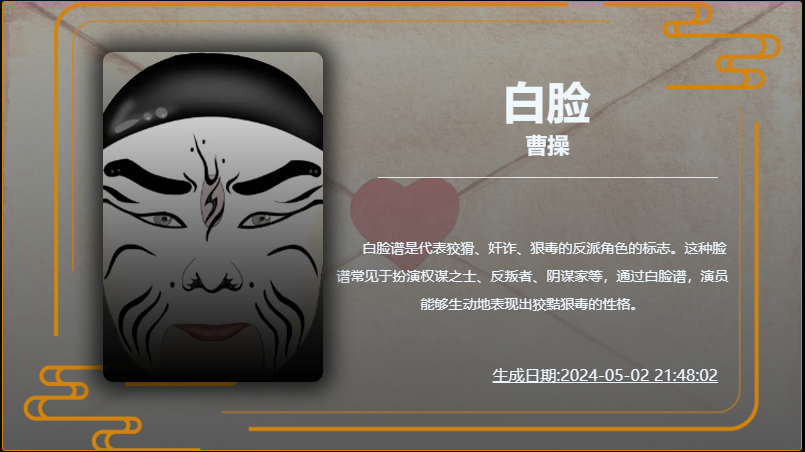 白脸
曹操
白脸谱是代表狡猾、奸诈、狠毒的反派角色的标志。这种脸
谱常见于扮演权谋之士、反叛者、阴谋家等，通过白脸谱，演员
能够生动地表现出狡黠狠毒的性格。
生成日期:2024-05-02 21:48:02